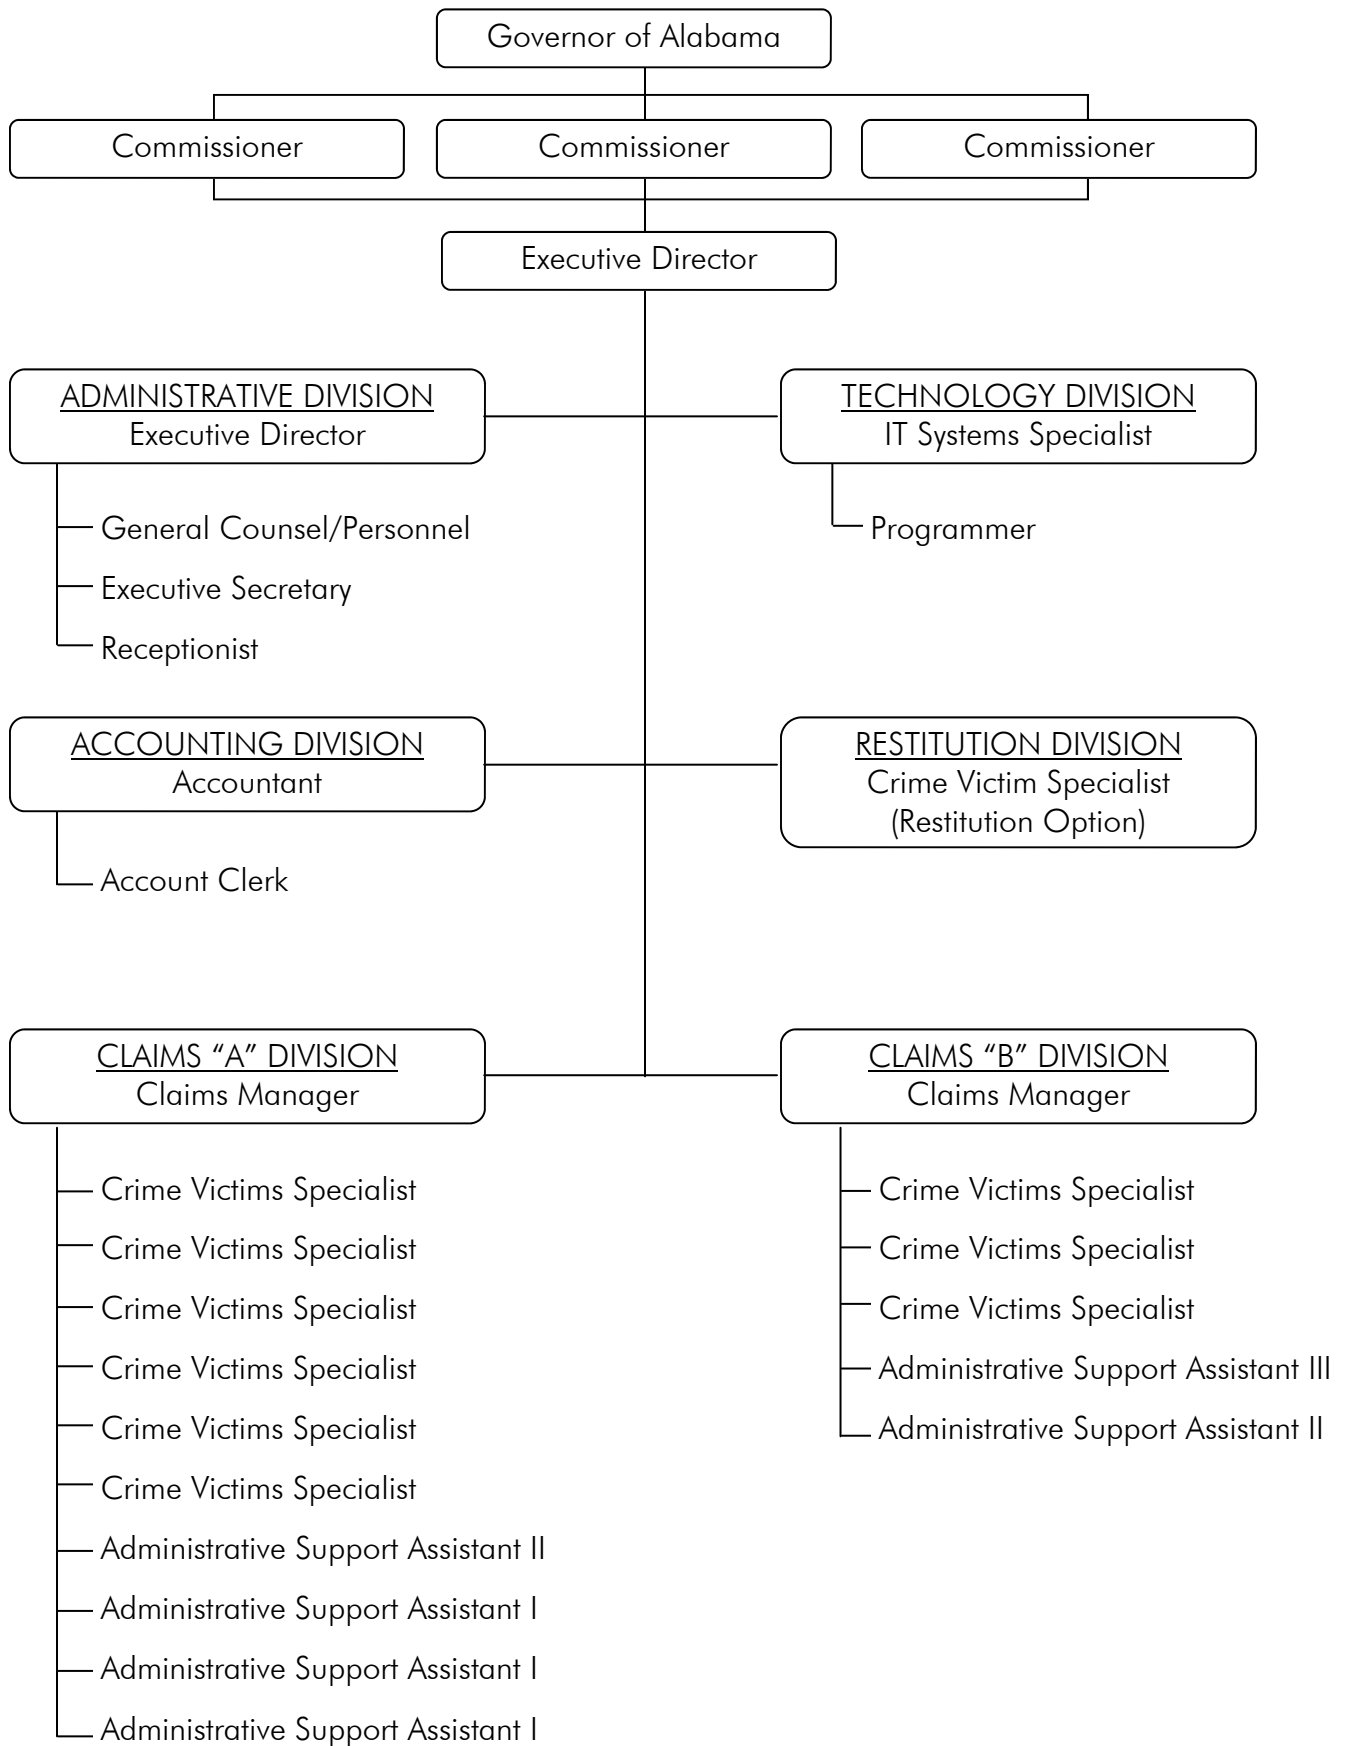 Governor of Alabama
Commissioner
Commissioner
Commissioner
Executive Director
ADMINISTRATIVE DIVISION
Executive Director
General Counsel/Personnel
Executive Secretary
Receptionist
TECHNOLOGY DIVISION
IT Systems Specialist
Programmer
ACCOUNTING DIVISION
Accountant
Account Clerk
RESTITUTION DIVISION
Crime Victim Specialist
(Restitution Option)
CLAIMS “A” DIVISION
Claims Manager
Crime Victims Specialist
Crime Victims Specialist
Crime Victims Specialist
Crime Victims Specialist
Crime Victims Specialist
Crime Victims Specialist
Administrative Support Assistant II
Administrative Support Assistant I
Administrative Support Assistant I
Administrative Support Assistant I
CLAIMS “B” DIVISION
Claims Manager
Crime Victims Specialist
Crime Victims Specialist
Crime Victims Specialist
Administrative Support Assistant III
Administrative Support Assistant II